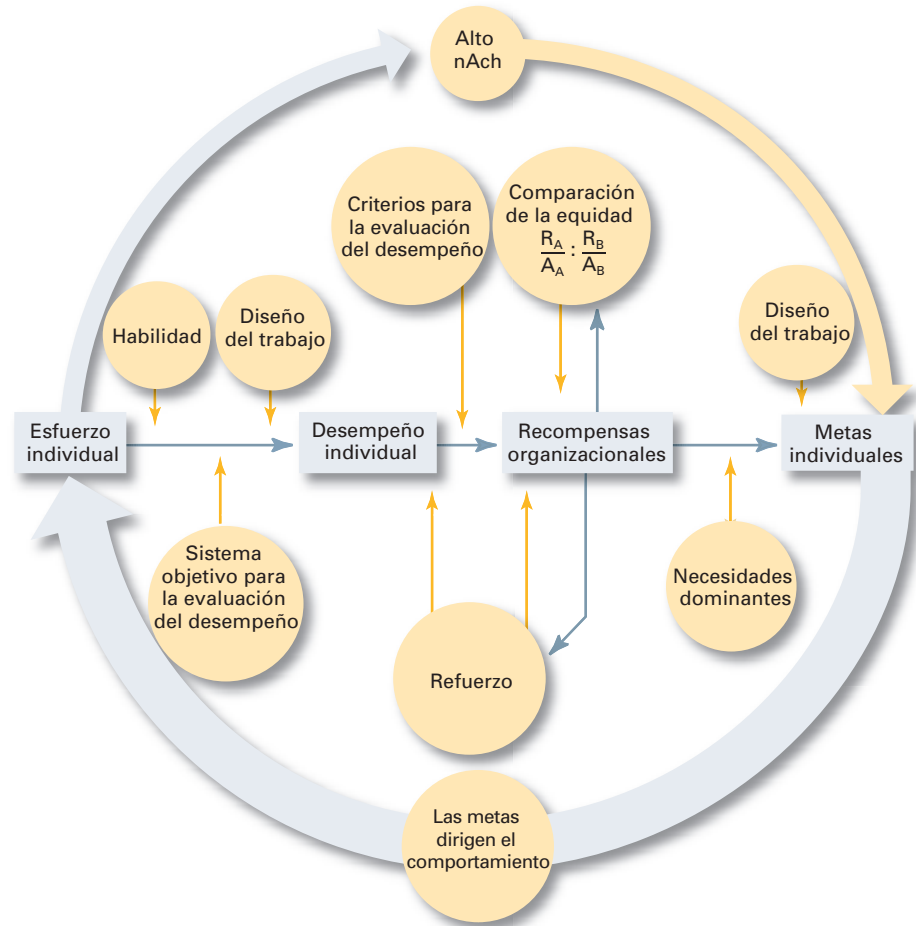 Alto
nAch
Criterios para
la evaluación
del desempeño
Comparación
de la equidad
R_A/A_A : R_B/A_B
Habilidad
Diseño
del trabajo
Diseño
del trabajo
Esfuerzo
individual
Desempeño
individual
Recompensas
organizacionales
Metas
individuales
Sistema
objetivo para
la evaluación
del desempeño
Necesidades
dominantes
Refuerzo
Las metas
dirigen el
comportamiento